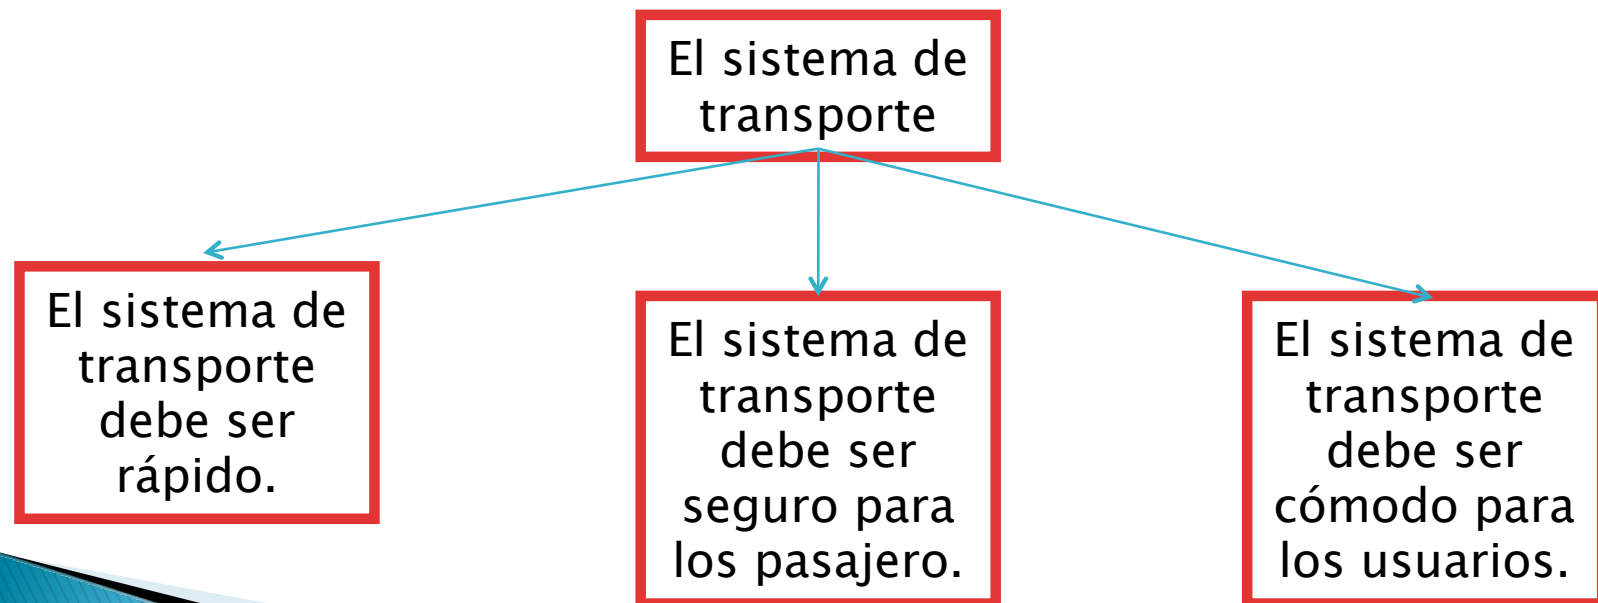 El sistema de
transporte
El sistema de
transporte
debe ser
rápido.
El sistema de
transporte
debe ser
seguro para
los pasajero.
El sistema de
transporte
debe ser
cómodo para
los usuarios.